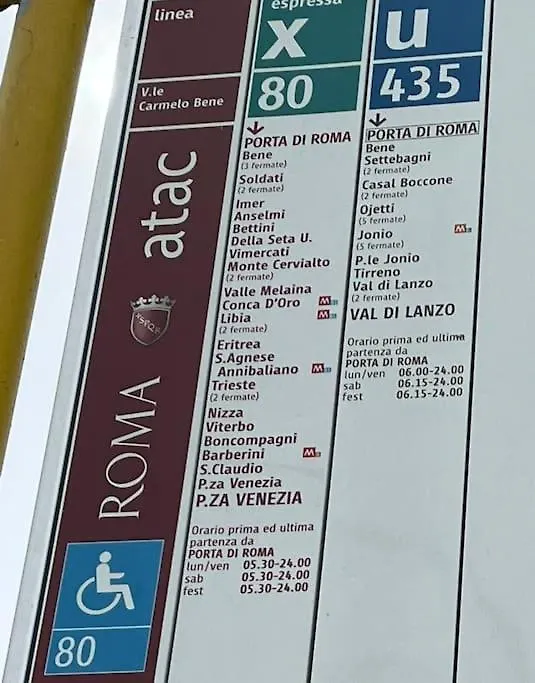 linea
V.le
Carmelo Bene
atac
S.P.Q.R.
ROMA
80
espressa
x
80
PORTA DI ROMA
Bene
(3 fermate)
Soldati
(2 fermate)
Imer
Anselmi
Bettini
Della Seta U.
Vimercati
Monte Cervialto
(2 fermate)
Valle Melaina
Conca D'Oro M
Libia M
(2 fermate)
Eritrea
S.Agnese
Annibaliano M
Trieste
(2 fermate)
Nizza
Viterbo
Boncompagni
Barberini M
S.Claudio
P.za Venezia
P.ZA VENEZIA
Orario prima ed ultima
partenza da
PORTA DI ROMA
lun/ven 05.30-24.00
sab 05.30-24.00
fest 05.30-24.00
u
435
PORTA DI ROMA
Bene
Settebagni
(2 fermate)
Casal Boccone
(2 fermate)
Ojetti
(5 fermate)
Jonio M
(5 fermate)
P.le Jonio
Tirreno
Val di Lanzo
(2 fermate)
VAL DI LANZO
Orario prima ed ultima
partenza da
PORTA DI ROMA
lun/ven 06.00-24.00
sab 06.15-24.00
fest 06.15-24.00